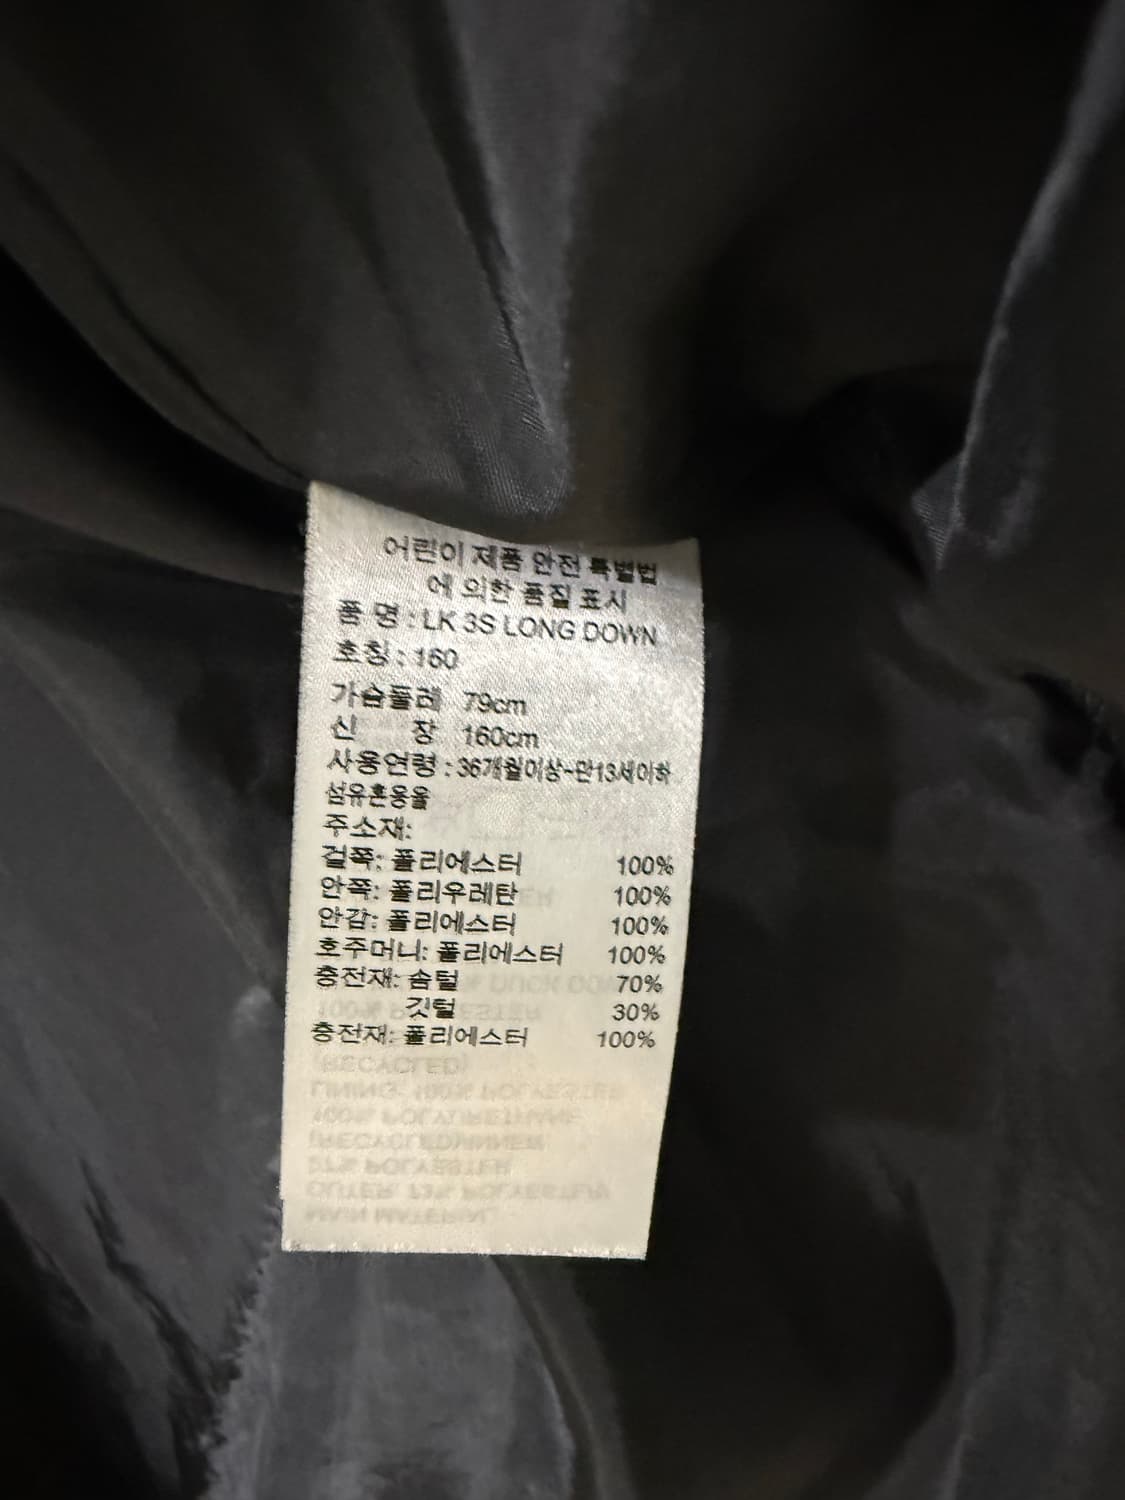 어린이 제품 안전 특별법
에 의한 품질 표시
품 명 : LK 3S LONG DOWN
호칭 : 160
가슴둘레 79cm
신 장 160cm
사용연령 : 36개월이상~만13세이하
섬유혼용율
주소재:
겉쪽: 폴리에스터 100%
안쪽: 폴리우레탄 100%
안감: 폴리에스터 100%
호주머니: 폴리에스터 100%
충전재: 솜털 70%
깃털 30%
충전재: 폴리에스터 100%